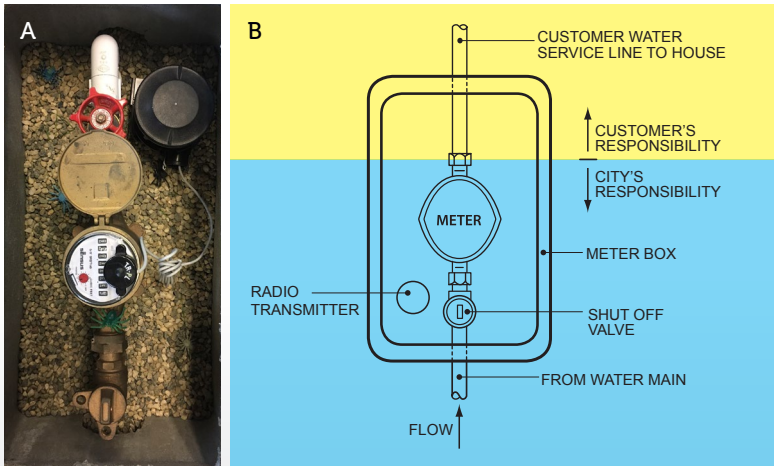 A
B
CUSTOMER WATER
SERVICE LINE TO HOUSE
CUSTOMER'S
RESPONSIBILITY
CITY'S
RESPONSIBILITY
METER
METER BOX
RADIO
TRANSMITTER
SHUT OFF
VALVE
FROM WATER MAIN
FLOW